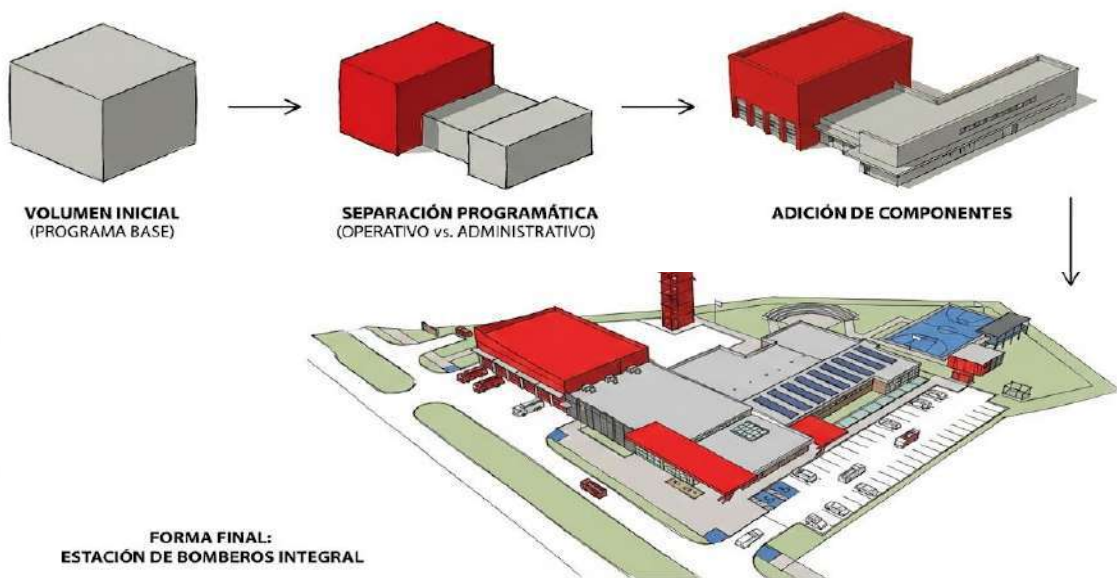 VOLUMEN INICIAL
(PROGRAMA BASE)
SEPARACIÓN PROGRAMÁTICA
(OPERATIVO vs. ADMINISTRATIVO)
ADICIÓN DE COMPONENTES
FORMA FINAL:
ESTACIÓN DE BOMBEROS INTEGRAL